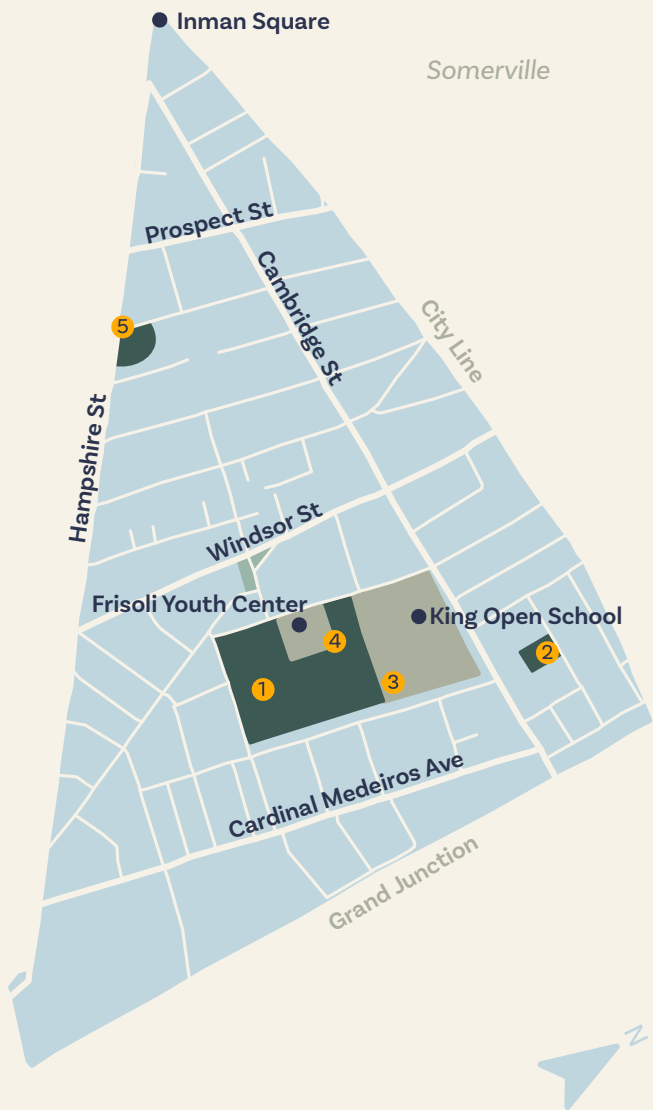 Inman Square
Somerville
Prospect St
Cambridge St
City Line
5
Hampshire St
Windsor St
Frisoli Youth Center
King Open School
4
2
1
3
Cardinal Medeiros Ave
Grand Junction
N